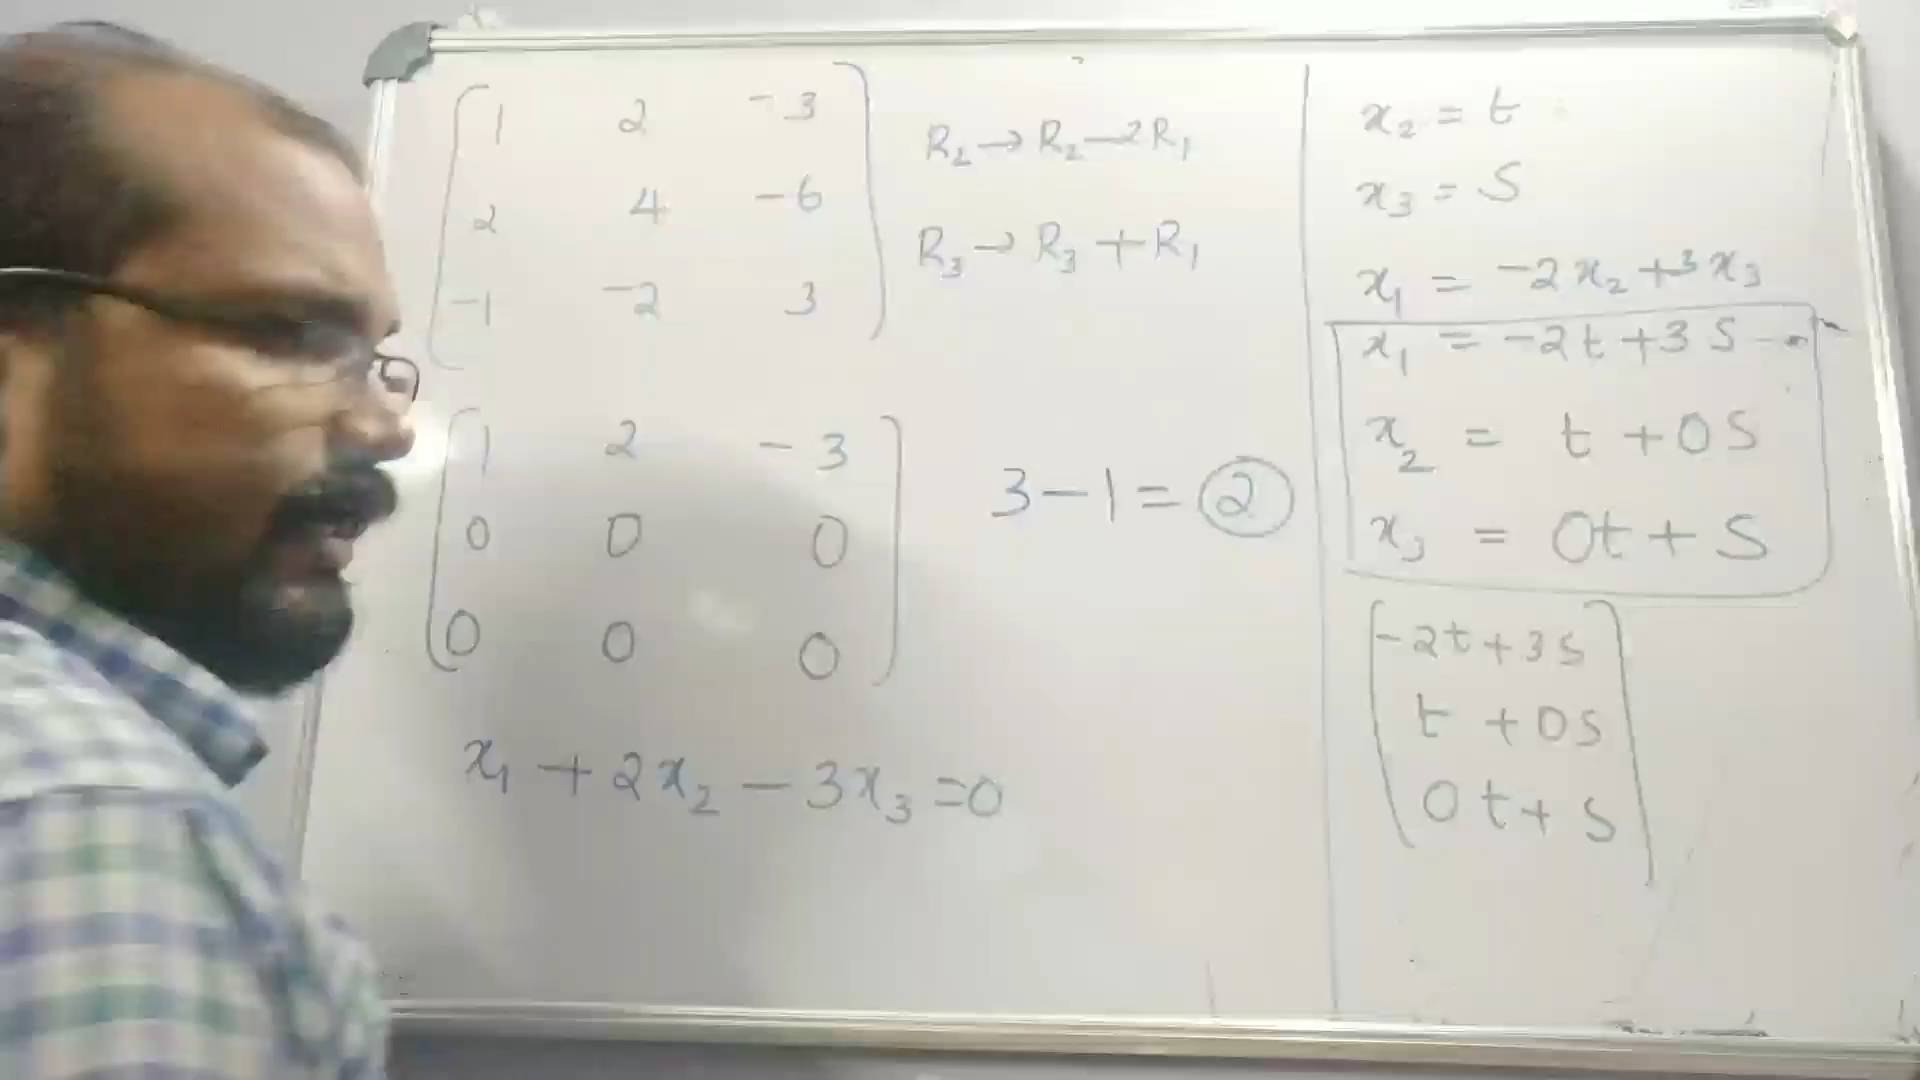 1 2 -3
2 4 -6
-1 -2 3
R₂→R₂-2R₁
R₃→R₃+R₁
1 2 -3
0 0 0
0 0 0
3-1=2
x₁+2x₂-3x₃=0
x₂=t
x₃=S
x₁=-2x₂+3x₃
x₁=-2t+3S
x₂=t+0S
x₃=0t+S
-2t+3S
t+0S
0t+S